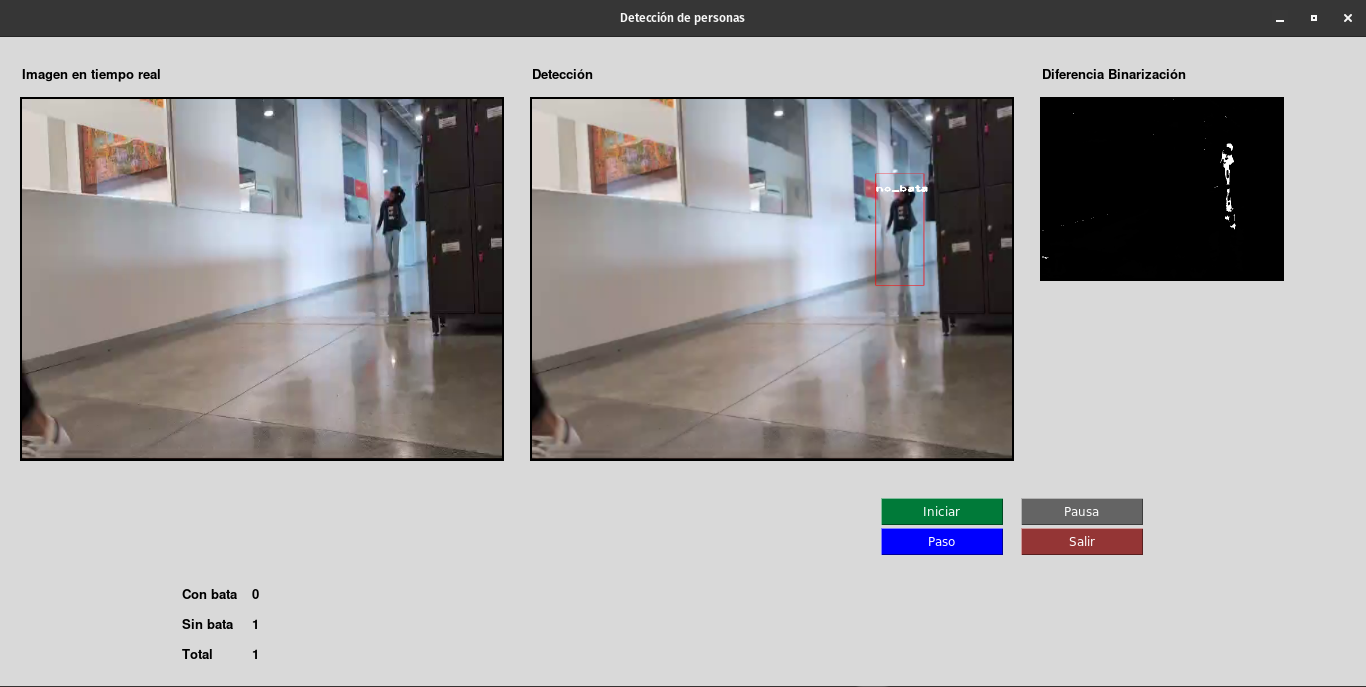 Detección de personas
Imagen en tiempo real
Detección
Diferencia Binarización
no_bata
Iniciar
Pausa
Paso
Salir
Con bata 0
Sin bata 1
Total 1